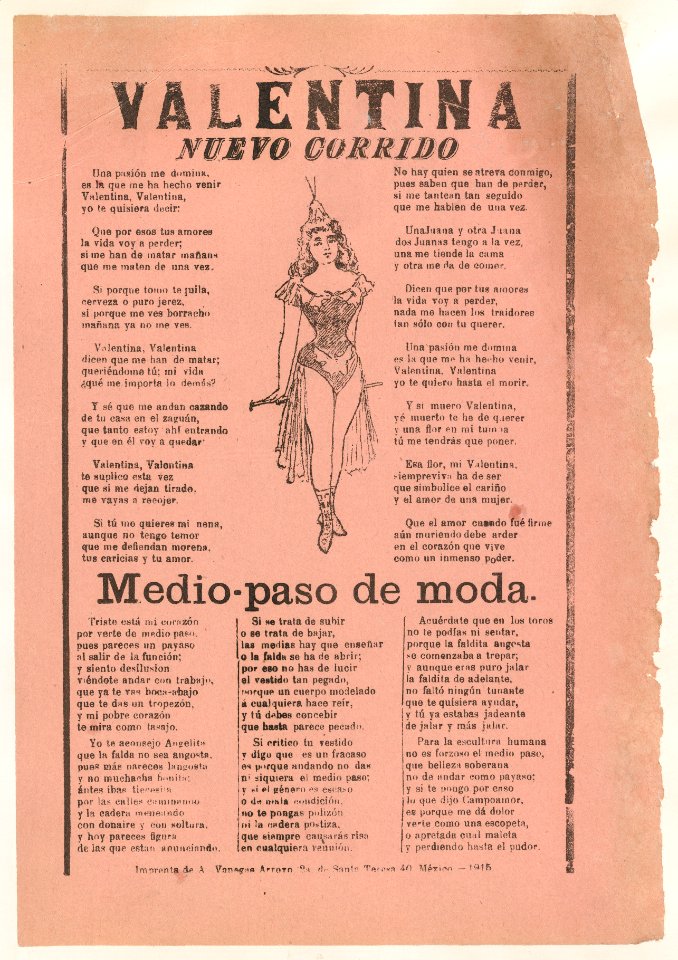 VALENTINA
NUEVO CORRIDO
Una pasión me domina,
es la que me ha hecho venir
Valentina, Valentina,
yo te quisiera decir:
Que por esos tus amores
la vida voy a perder;
si me han de matar mañana
que me maten de una vez.
Si porque tomo tequila,
cerveza o puro jerez,
si porque me ves borracho
mañana ya no me ves.
Valentina, Valentina
dicen que me han de matar;
queriéndome tú; mi vida
¿qué me importa lo demás?
Y sé que me andan cazando
de tu casa en el zaguán,
que tanto estoy ahí entrando
y que en él voy a quedar
Valentina, Valentina
te suplico esta vez
que si me dejan tirado,
me vayas a recojer.
Si tú me quieres mi nena,
aunque no tengo temor
que me defiendan morena,
tus caricias y tu amor.
No hay quien se atreva conmigo,
pues saben que han de perder,
si me tantean tan seguido
que me hablen de una vez.
UnaJuana y otra Juana
dos Juanas tengo a la vez,
una me tiende la cama
y otra me da de comer.
Dicen que por tus amores
la vida voy a perder,
nada me hacen los traidores
tan sólo con tu querer.
Una pasión me domina
es la que me ha hecho venir,
Valentina, Valentina
yo te quiero hasta el morir.
Y si muero Valentina,
yé muerto te he de querer
y una flor en mi tumba
tú me tendrás que poner.
Esa flor, mi Valentina,
siempreviva ha de ser
que simbolice el cariño
y el amor de una mujer.
Que el amor cuando fué firme
aún muriendo debe arder
en el corazón que vive
como un inmenso poder.
Medio-paso de moda.
Triste está mi corazón
por verte de medio paso,
pues pareces un payaso
al salir de la función;
y siento desilusion
viéndote andar con trabajo,
que ya te vas boca-abajo
que te das un tropezón,
y mi pobre corazón
te mira como tasajo.
Yo te aconsejo Angelita
que la falda no sea angosta,
pues más pareces langosta
y no muchacha bonita;
ántes ibas tiesesita
por las calles caminando
y la cadera meneando
con donaire y con soltura,
y hoy pareces figura
de las que estan anunciando.
Si se trata de subir
o se trata de bajar,
las medias hay que enseñar
o la falda se ha de abrir;
por eso no has de lucir
el vestido tan pegado,
porque un cuerpo modelado
á cualquiera hace reir,
y tú debes concebir
que hasta parece pecado.
Si critico tu vestido
y digo que es un fracaso
es porque andando no das
ni siquiera el medio paso;
y si el género es escaso
o de mala condición,
no te pongas polizón
ni la cadera postiza,
que siempre causarás risa
en cualquiera reunión.
Acuérdate que en los toros
no te podías ni sentar,
porque la faldita angosta
se comenzaba a trepar;
y aunque eras puro jalar
la faldita de adelante,
no faltó ningún tunante
que te quisiera ayudar,
y tú ya estabas jadeante
de jalar y más jalar.
Para la escultura humana
no es forzoso el medio paso;
que belleza soberana
no de andar como payaso;
y si te pongo por caso
lo que dijo Campoamor,
es porque me dá dolor
verte como una escopeta,
o apretada cual maleta
y perdiendo hasta el pudor.
Imprenta de A. Vanegas Arroyo, 2a. de Santa Teresa 40, México.—1915